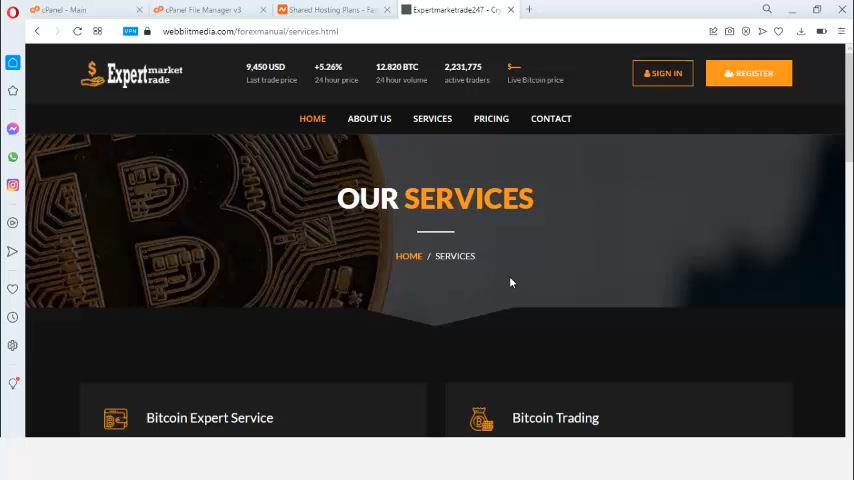 cPanel - Main
cPanel File Manager v3
Shared Hosting Plans - Fas
Expertmarketrade247 - Cry
VPN
webbiitmedia.com/forexmanual/services.html
Expert market trade
9,450 USD
Last trade price
+5.26%
24 hour price
12.820 BTC
24 hour volume
2,231,775
active traders
$—
Live Bitcoin price
SIGN IN
REGISTER
HOME
ABOUT US
SERVICES
PRICING
CONTACT
OUR SERVICES
HOME / SERVICES
Bitcoin Expert Service
Bitcoin Trading